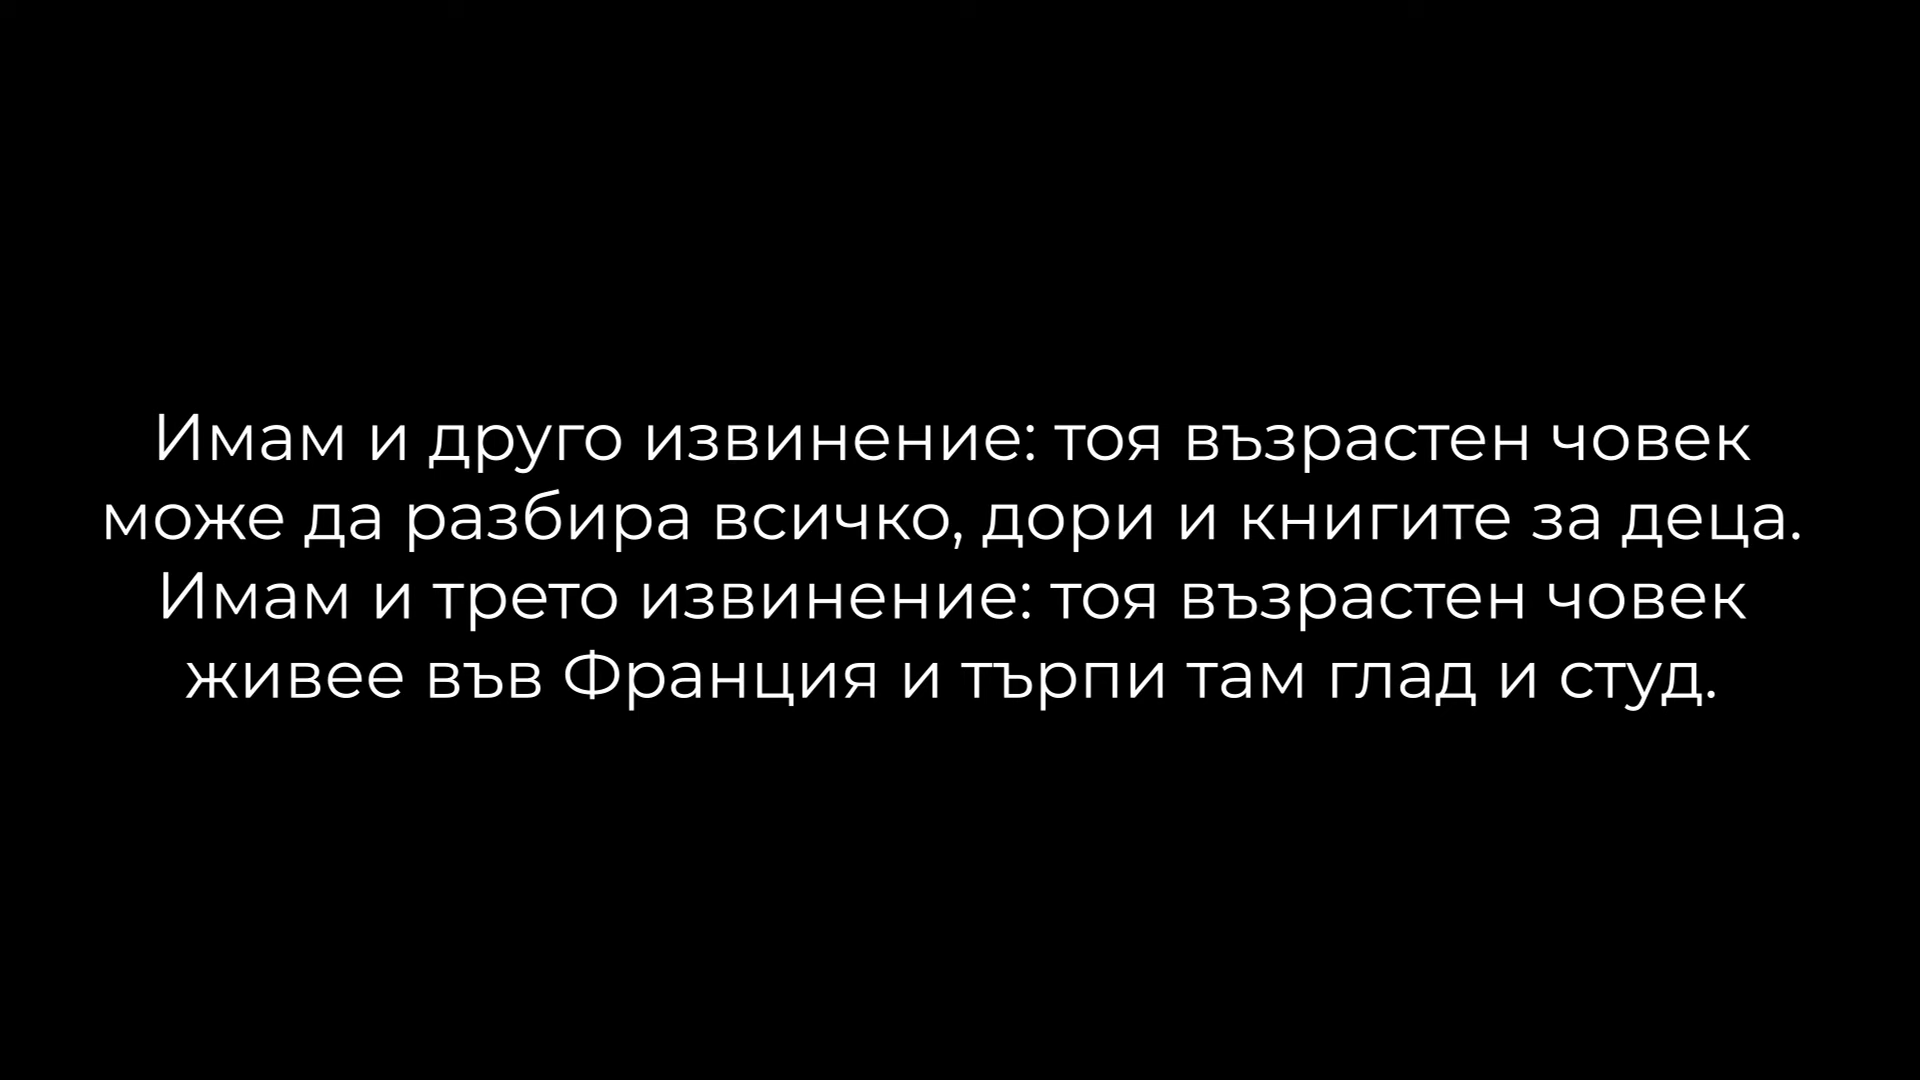 Имам и друго извинение: тоя възрастен човек
може да разбира всичко, дори и книгите за деца.
Имам и трето извинение: тоя възрастен човек
живее във Франция и търпи там глад и студ.